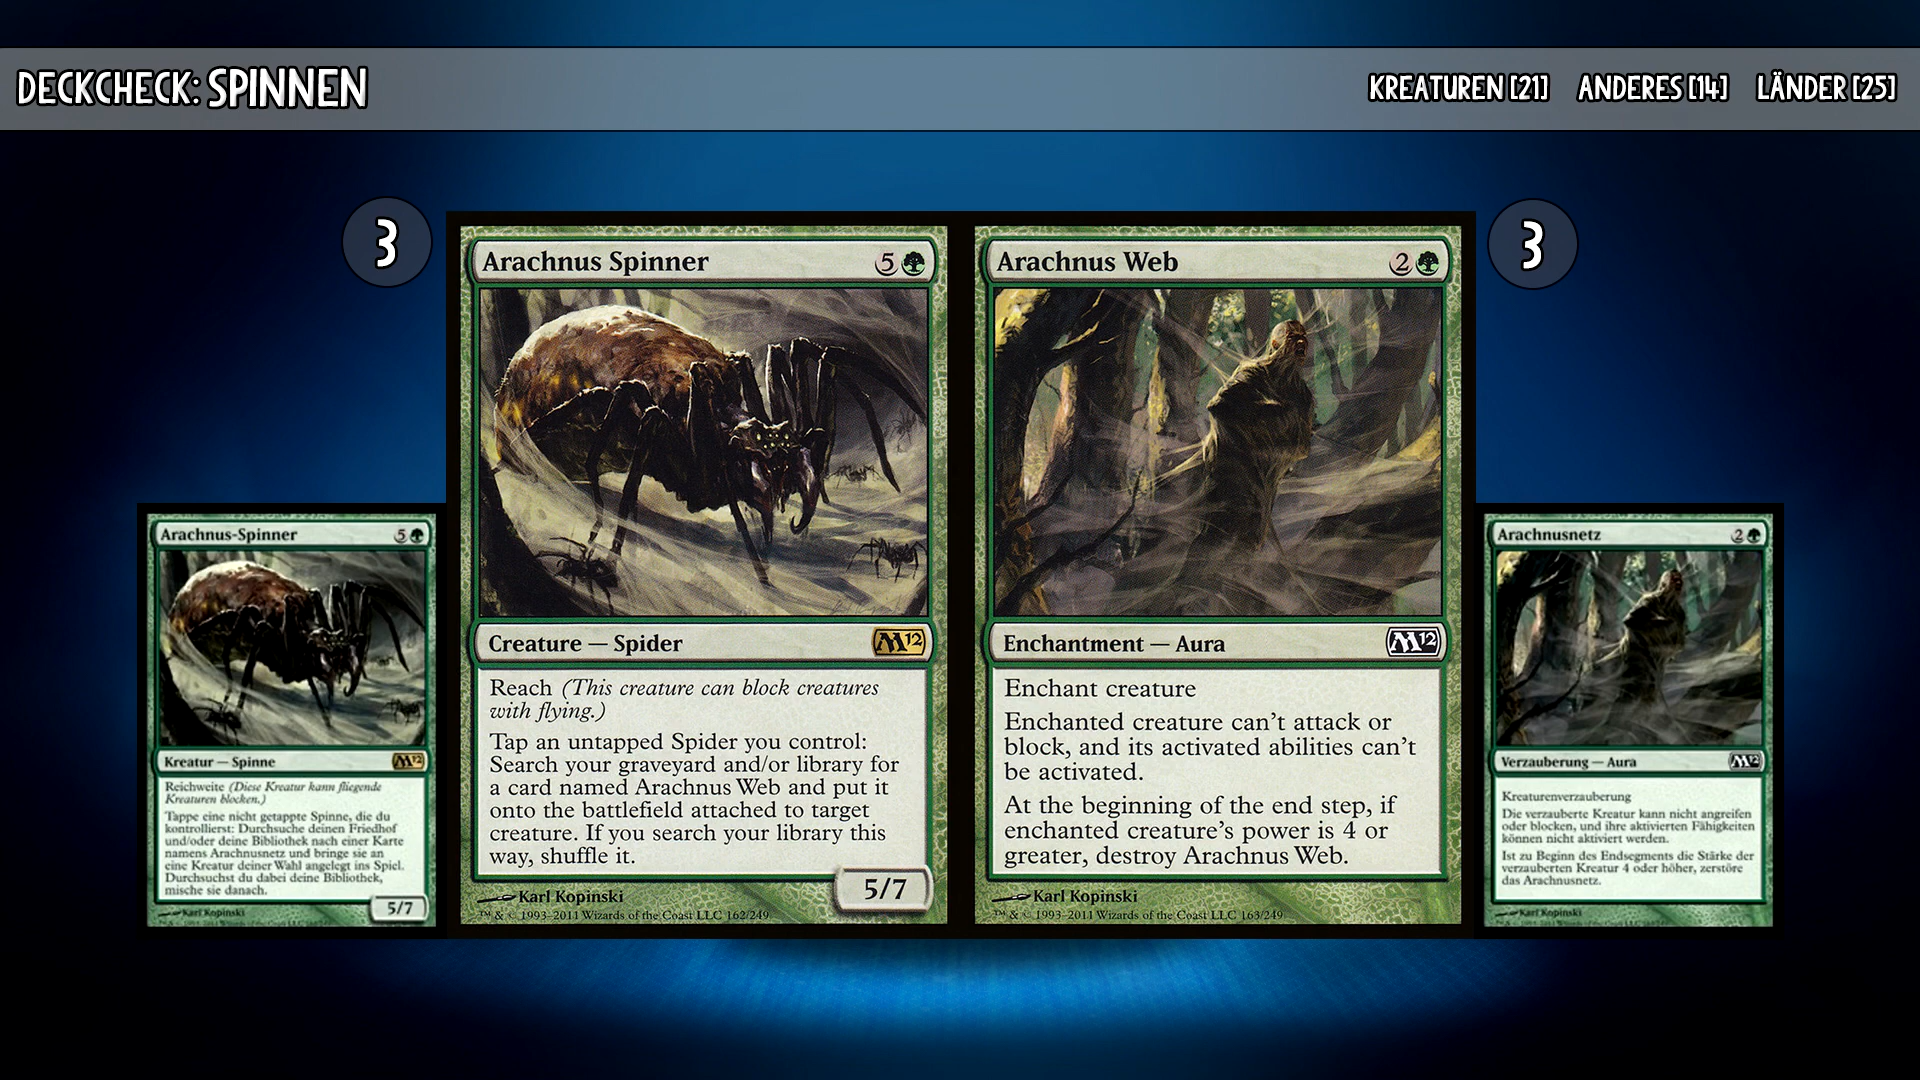 DECKCHECK: SPINNEN
KREATUREN [21] ANDERES [14] LÄNDER [25]
3
Arachnus Spinner 5
Creature — Spider M12
Reach (This creature can block creatures
with flying.)
Tap an untapped Spider you control:
Search your graveyard and/or library for
a card named Arachnus Web and put it
onto the battlefield attached to target
creature. If you search your library this
way, shuffle it.
5/7
Karl Kopinski
™ & © 1993–2011 Wizards of the Coast LLC 162/249
Arachnus Web 2
Enchantment — Aura M12
Enchant creature
Enchanted creature can't attack or
block, and its activated abilities can't
be activated.
At the beginning of the end step, if
enchanted creature's power is 4 or
greater, destroy Arachnus Web.
Karl Kopinski
™ & © 1993–2011 Wizards of the Coast LLC 163/249
3
Arachnus-Spinner 5
Kreatur — Spinne M12
Reichweite (Diese Kreatur kann fliegende
Kreaturen blocken.)
Tappe eine nicht getappte Spinne, die du
kontrollierst: Durchsuche deinen Friedhof
und/oder deine Bibliothek nach einer Karte
namens Arachnusnetz und bringe sie an
eine Kreatur deiner Wahl angelegt ins Spiel.
Durchsuchst du dabei deine Bibliothek,
mische sie danach.
5/7
Karl Kopinski
Arachnusnetz 2
Verzauberung — Aura M12
Kreaturenverzauberung
Die verzauberte Kreatur kann nicht angreifen
oder blocken, und ihre aktivierten Fähigkeiten
können nicht aktiviert werden.
Ist zu Beginn des Endsegments die Stärke der
verzauberten Kreatur 4 oder höher, zerstöre
das Arachnusnetz.
Karl Kopinski